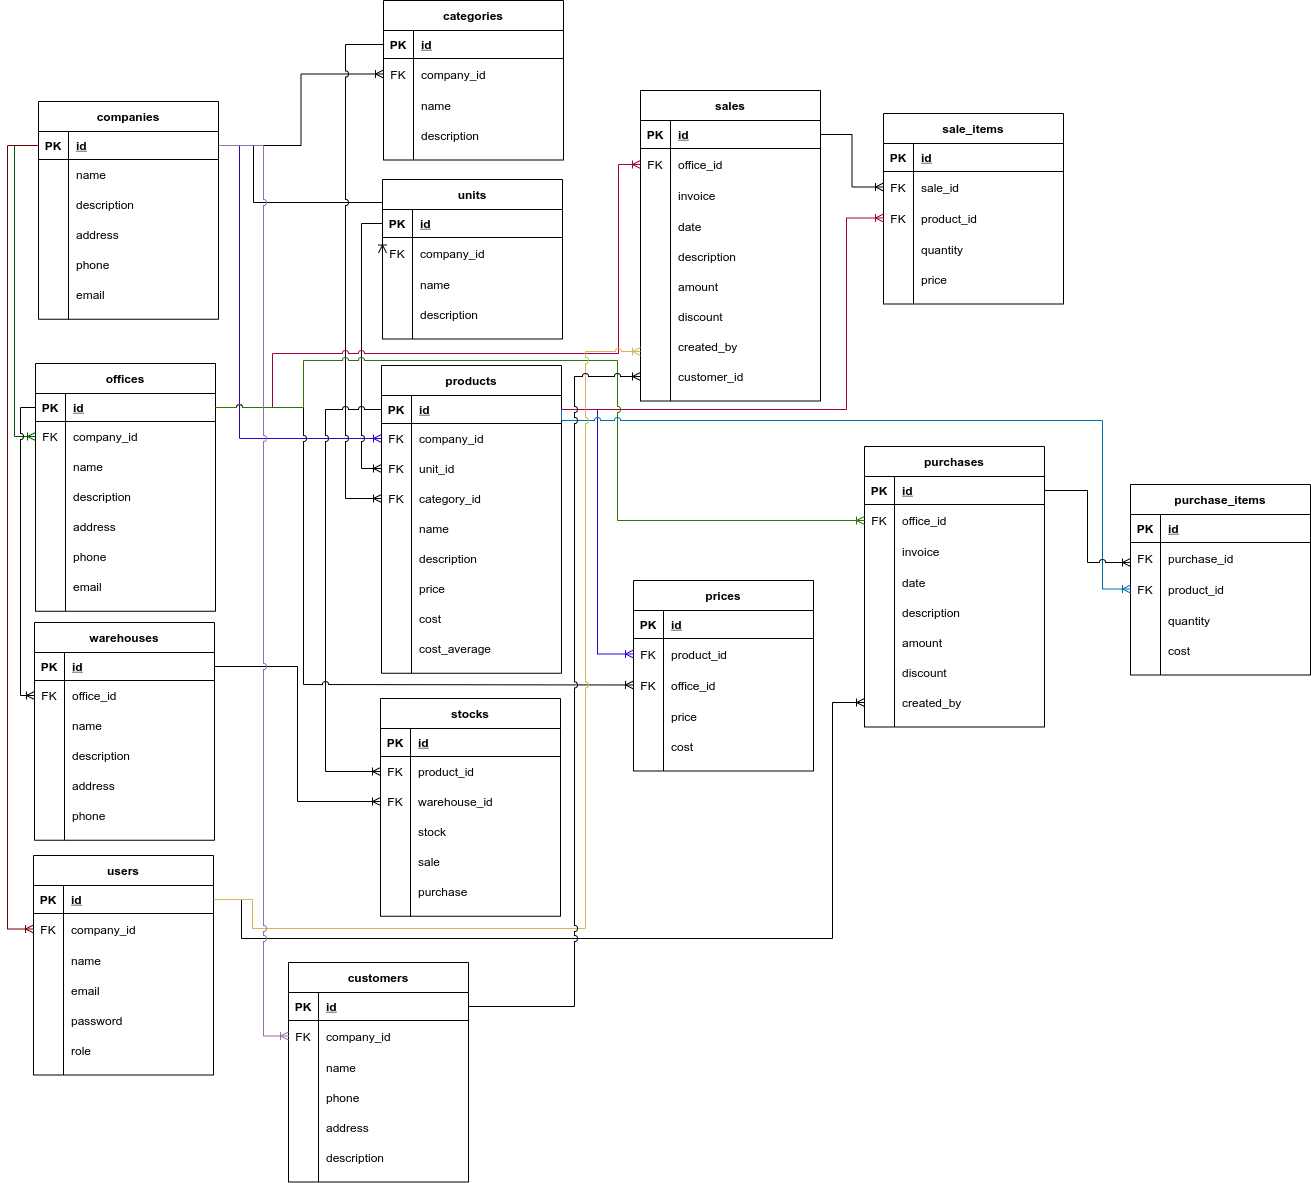 categories
PK id
FK company_id
name
description
companies
PK id
name
description
address
phone
email
sales
PK id
FK office_id
invoice
date
description
amount
discount
created_by
customer_id
sale_items
PK id
FK sale_id
FK product_id
quantity
price
units
PK id
FK company_id
name
description
offices
PK id
FK company_id
name
description
address
phone
email
products
PK id
FK company_id
FK unit_id
FK category_id
name
description
price
cost
cost_average
purchases
PK id
FK office_id
invoice
date
description
amount
discount
created_by
purchase_items
PK id
FK purchase_id
FK product_id
quantity
cost
prices
PK id
FK product_id
FK office_id
price
cost
warehouses
PK id
FK office_id
name
description
address
phone
stocks
PK id
FK product_id
FK warehouse_id
stock
sale
purchase
users
PK id
FK company_id
name
email
password
role
customers
PK id
FK company_id
name
phone
address
description